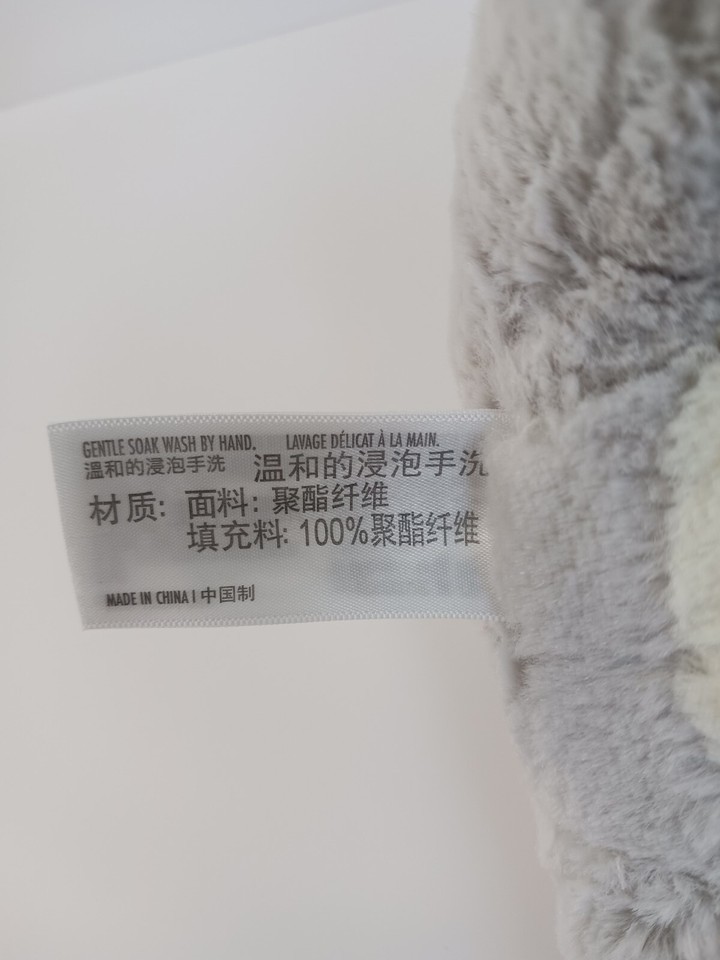 GENTLE SOAK WASH BY HAND. LAVAGE DÉLICAT À LA MAIN.
溫和的浸泡手洗 温和的浸泡手洗
材质: 面料: 聚酯纤维
填充料: 100%聚酯纤维
MADE IN CHINA I 中国制